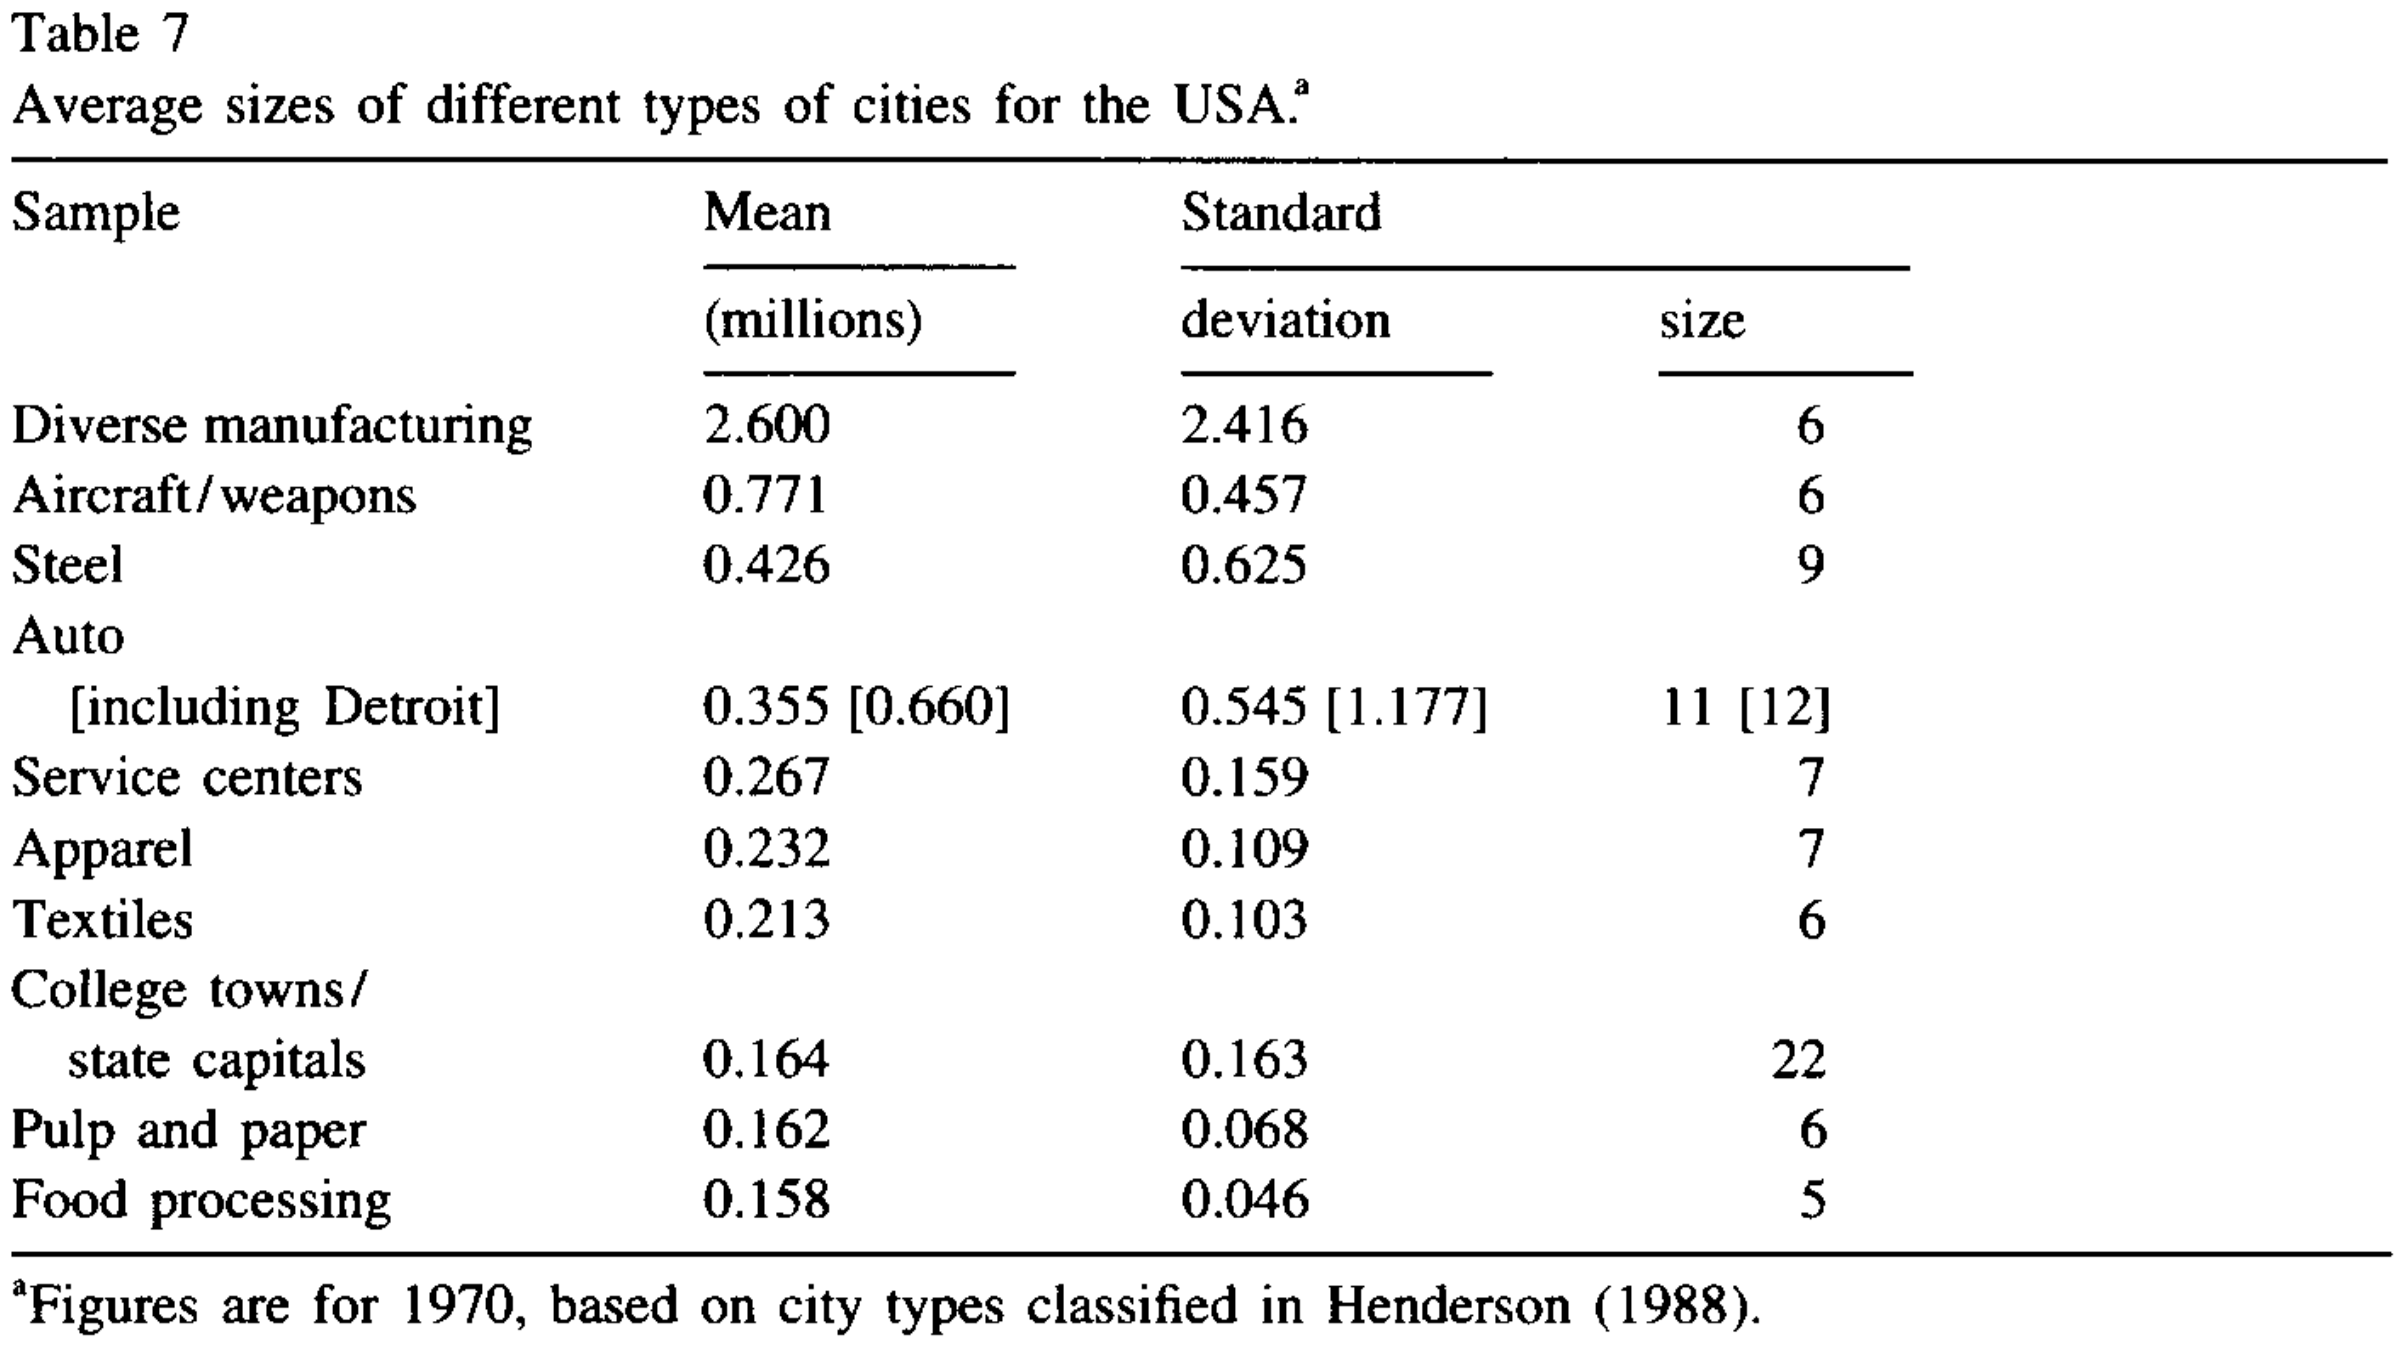 Table 7
Average sizes of different types of cities for the USA.ᵃ
Sample Mean Standard
(millions) deviation size
Diverse manufacturing 2.600 2.416 6
Aircraft/weapons 0.771 0.457 6
Steel 0.426 0.625 9
Auto
[including Detroit] 0.355 [0.660] 0.545 [1.177] 11 [12]
Service centers 0.267 0.159 7
Apparel 0.232 0.109 7
Textiles 0.213 0.103 6
College towns/
state capitals 0.164 0.163 22
Pulp and paper 0.162 0.068 6
Food processing 0.158 0.046 5
ᵃFigures are for 1970, based on city types classified in Henderson (1988).